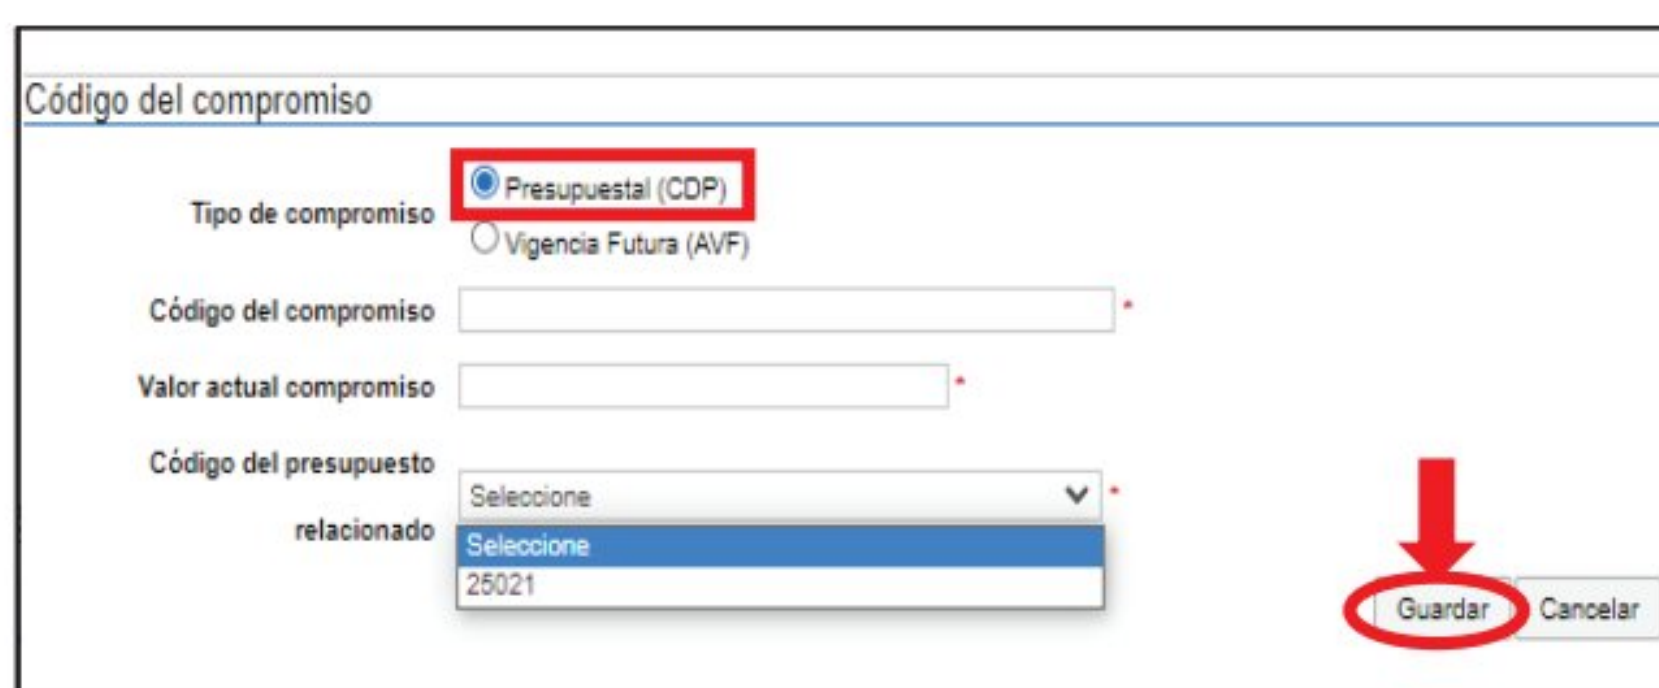 Código del compromiso
Presupuestal (CDP)
Tipo de compromiso
Vigencia Futura (AVF)
Código del compromiso *
Valor actual compromiso *
Código del presupuesto
Seleccione *
relacionado
Seleccione
25021
Guardar Cancelar